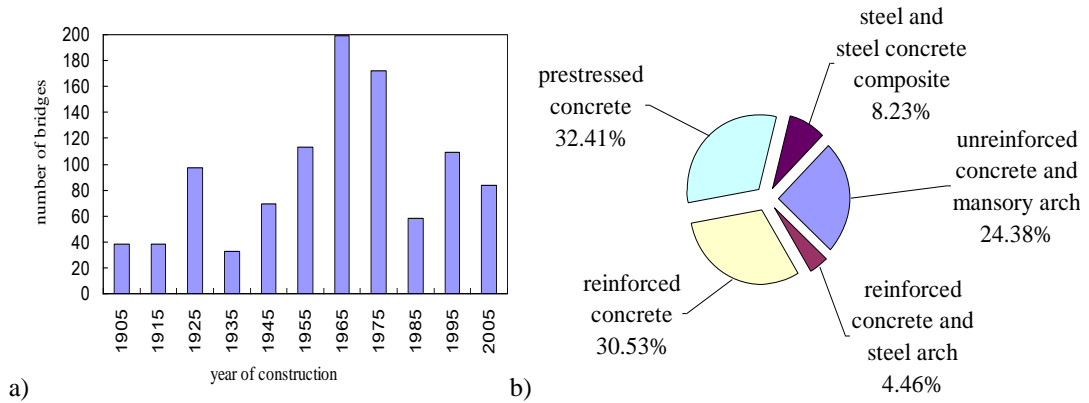 200
180
160
140
120
100
80
60
40
20
0
number of bridges
1905
1915
1925
1935
1945
1955
1965
1975
1985
1995
2005
year of construction
a)
prestressed
concrete
32.41%
steel and
steel concrete
composite
8.23%
unreinforced
concrete and
mansory arch
24.38%
reinforced
concrete
30.53%
reinforced
concrete and
steel arch
4.46%
b)